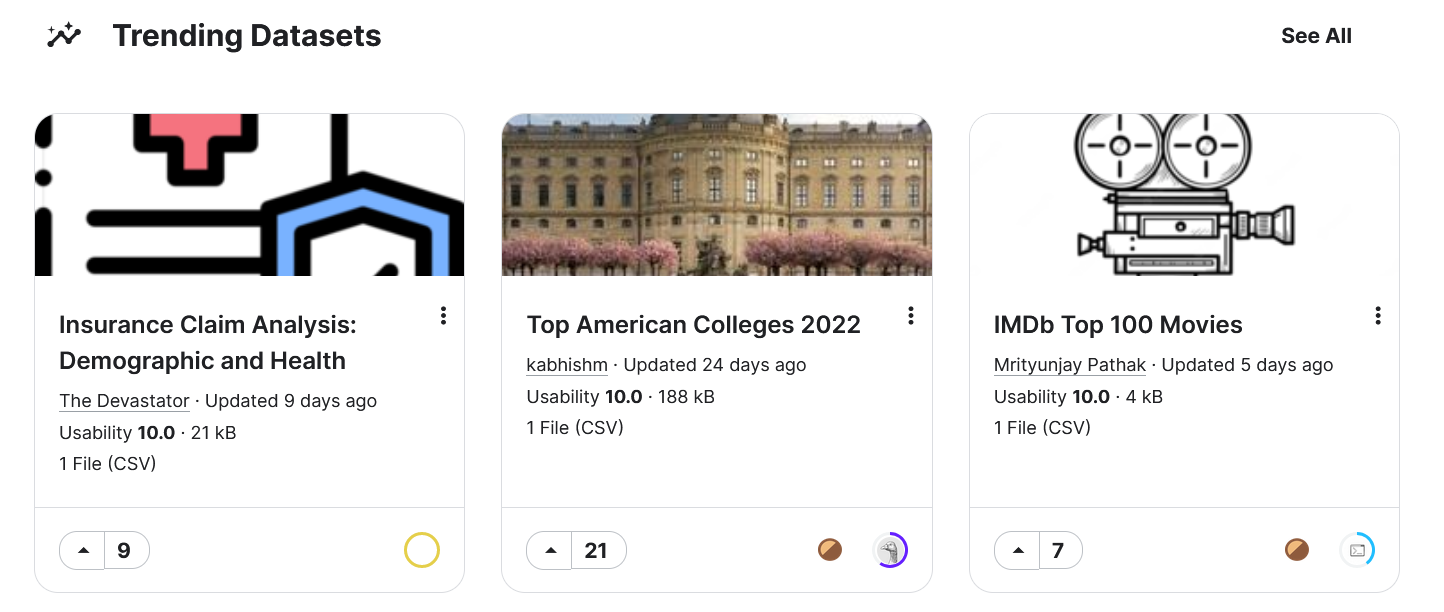 Trending Datasets
See All
Insurance Claim Analysis:
Demographic and Health
The Devastator · Updated 9 days ago
Usability 10.0 · 21 kB
1 File (CSV)
9
Top American Colleges 2022
kabhishm · Updated 24 days ago
Usability 10.0 · 188 kB
1 File (CSV)
21
IMDb Top 100 Movies
Mrityunjay Pathak · Updated 5 days ago
Usability 10.0 · 4 kB
1 File (CSV)
7